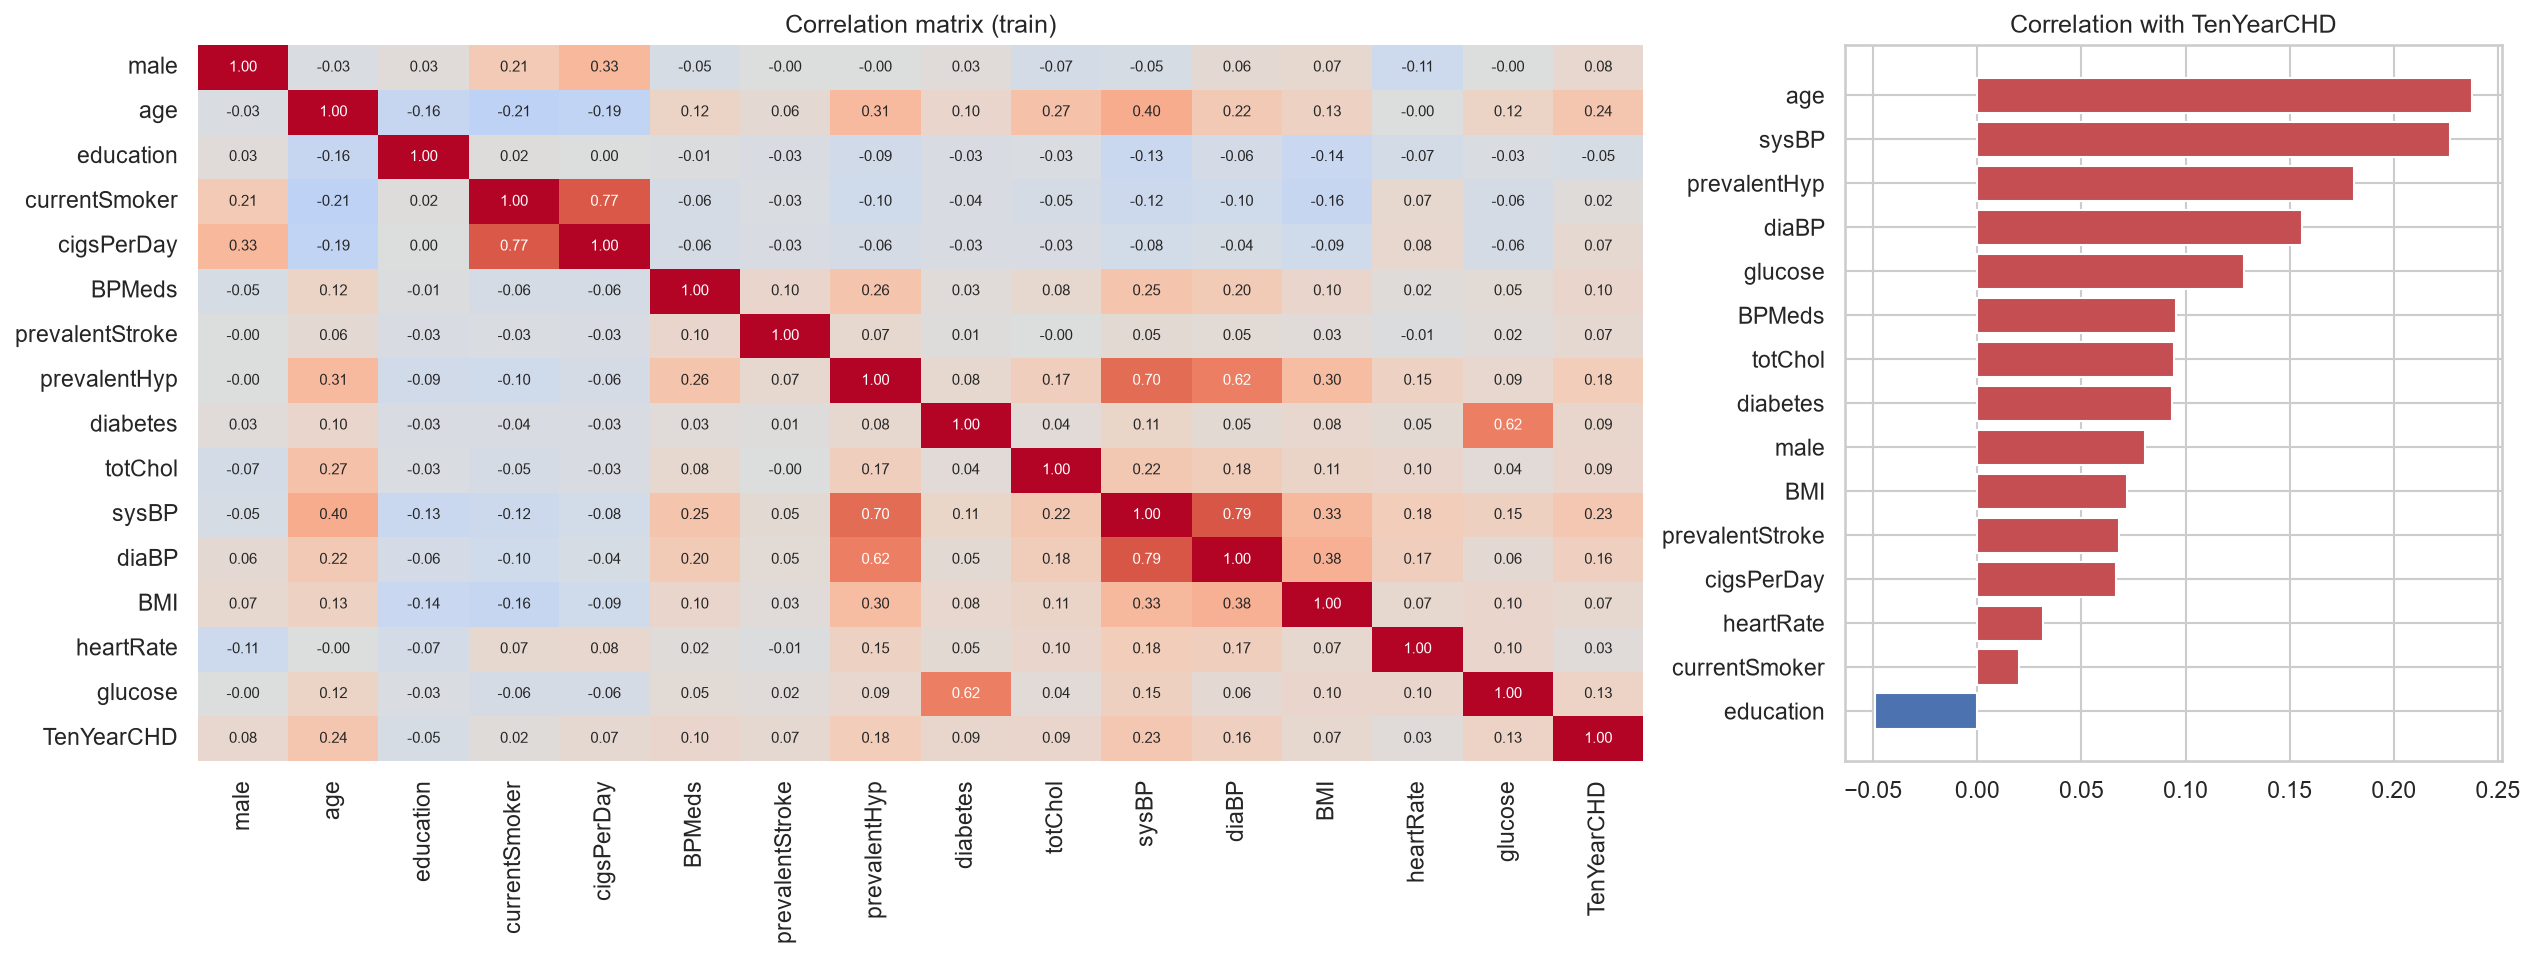 Correlation matrix (train)
male 1.00 -0.03 0.03 0.21 0.33 -0.05 -0.00 -0.00 0.03 -0.07 -0.05 0.06 0.07 -0.11 -0.00 0.08
age -0.03 1.00 -0.16 -0.21 -0.19 0.12 0.06 0.31 0.10 0.27 0.40 0.22 0.13 -0.00 0.12 0.24
education 0.03 -0.16 1.00 0.02 0.00 -0.01 -0.03 -0.09 -0.03 -0.03 -0.13 -0.06 -0.14 -0.07 -0.03 -0.05
currentSmoker 0.21 -0.21 0.02 1.00 0.77 -0.06 -0.03 -0.10 -0.04 -0.05 -0.12 -0.10 -0.16 0.07 -0.06 0.02
cigsPerDay 0.33 -0.19 0.00 0.77 1.00 -0.06 -0.03 -0.06 -0.03 -0.03 -0.08 -0.04 -0.09 0.08 -0.06 0.07
BPMeds -0.05 0.12 -0.01 -0.06 -0.06 1.00 0.10 0.26 0.03 0.08 0.25 0.20 0.10 0.02 0.05 0.10
prevalentStroke -0.00 0.06 -0.03 -0.03 -0.03 0.10 1.00 0.07 0.01 -0.00 0.05 0.05 0.03 -0.01 0.02 0.07
prevalentHyp -0.00 0.31 -0.09 -0.10 -0.06 0.26 0.07 1.00 0.08 0.17 0.70 0.62 0.30 0.15 0.09 0.18
diabetes 0.03 0.10 -0.03 -0.04 -0.03 0.03 0.01 0.08 1.00 0.04 0.11 0.05 0.08 0.05 0.62 0.09
totChol -0.07 0.27 -0.03 -0.05 -0.03 0.08 -0.00 0.17 0.04 1.00 0.22 0.18 0.11 0.10 0.04 0.09
sysBP -0.05 0.40 -0.13 -0.12 -0.08 0.25 0.05 0.70 0.11 0.22 1.00 0.79 0.33 0.18 0.15 0.23
diaBP 0.06 0.22 -0.06 -0.10 -0.04 0.20 0.05 0.62 0.05 0.18 0.79 1.00 0.38 0.17 0.06 0.16
BMI 0.07 0.13 -0.14 -0.16 -0.09 0.10 0.03 0.30 0.08 0.11 0.33 0.38 1.00 0.07 0.10 0.07
heartRate -0.11 -0.00 -0.07 0.07 0.08 0.02 -0.01 0.15 0.05 0.10 0.18 0.17 0.07 1.00 0.10 0.03
glucose -0.00 0.12 -0.03 -0.06 -0.06 0.05 0.02 0.09 0.62 0.04 0.15 0.06 0.10 0.10 1.00 0.13
TenYearCHD 0.08 0.24 -0.05 0.02 0.07 0.10 0.07 0.18 0.09 0.09 0.23 0.16 0.07 0.03 0.13 1.00
male age education currentSmoker cigsPerDay BPMeds prevalentStroke prevalentHyp diabetes totChol sysBP diaBP BMI heartRate glucose TenYearCHD
Correlation with TenYearCHD
age
sysBP
prevalentHyp
diaBP
glucose
BPMeds
totChol
diabetes
male
BMI
prevalentStroke
cigsPerDay
heartRate
currentSmoker
education
−0.05 0.00 0.05 0.10 0.15 0.20 0.25